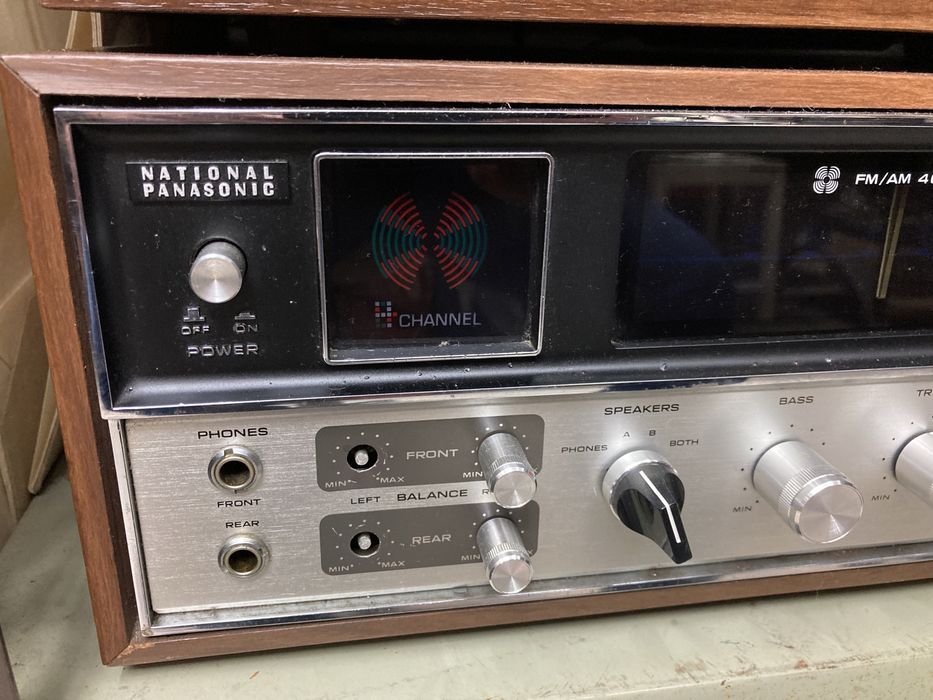 NATIONAL
PANASONIC
OFF ON
POWER
CHANNEL
FM/AM
PHONES
FRONT
REAR
MIN MAX
FRONT
MIN
LEFT BALANCE
MIN MAX
REAR
MIN
SPEAKERS
PHONES A B BOTH
BASS
MIN
MIN